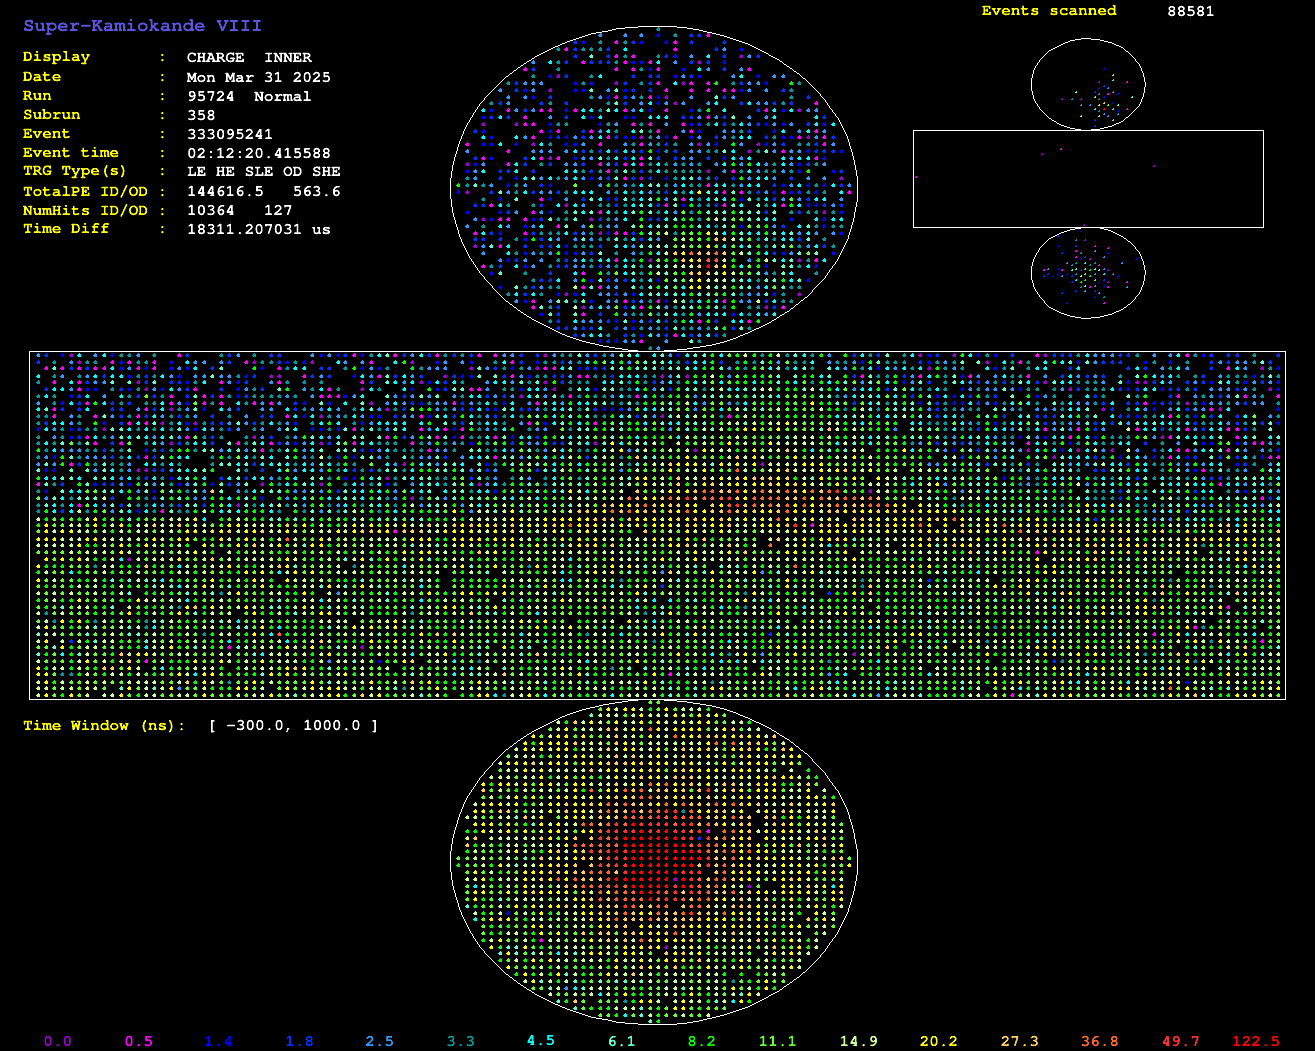 Super-Kamiokande VIII
Display : CHARGE INNER
Date : Mon Mar 31 2025
Run : 95724 Normal
Subrun : 358
Event : 333095241
Event time : 02:12:20.415588
TRG Type(s) : LE HE SLE OD SHE
TotalPE ID/OD : 144616.5 563.6
NumHits ID/OD : 10364 127
Time Diff : 18311.207031 us
Events scanned 88581
Time Window (ns): [ -300.0, 1000.0 ]
0.0 0.5 1.4 1.8 2.5 3.3 4.5 6.1 8.2 11.1 14.9 20.2 27.3 36.8 49.7 122.5